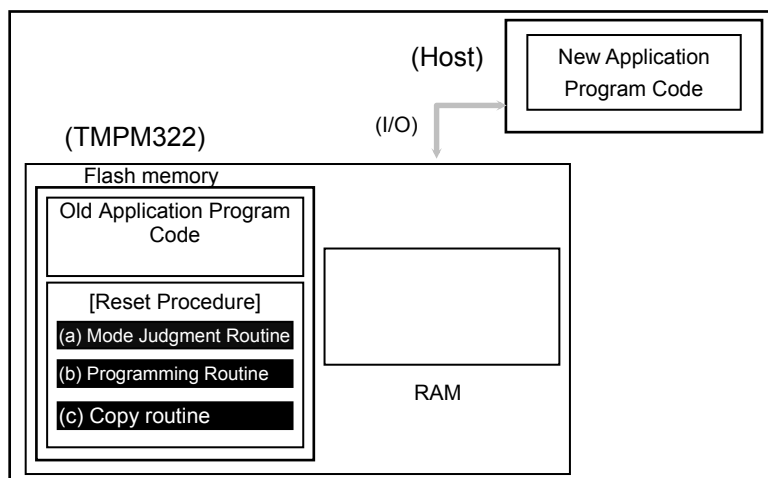 (Host)
New Application
Program Code
(I/O)
(TMPM322)
Flash memory
Old Application Program
Code
[Reset Procedure]
(a) Mode Judgment Routine
(b) Programming Routine
(c) Copy routine
RAM